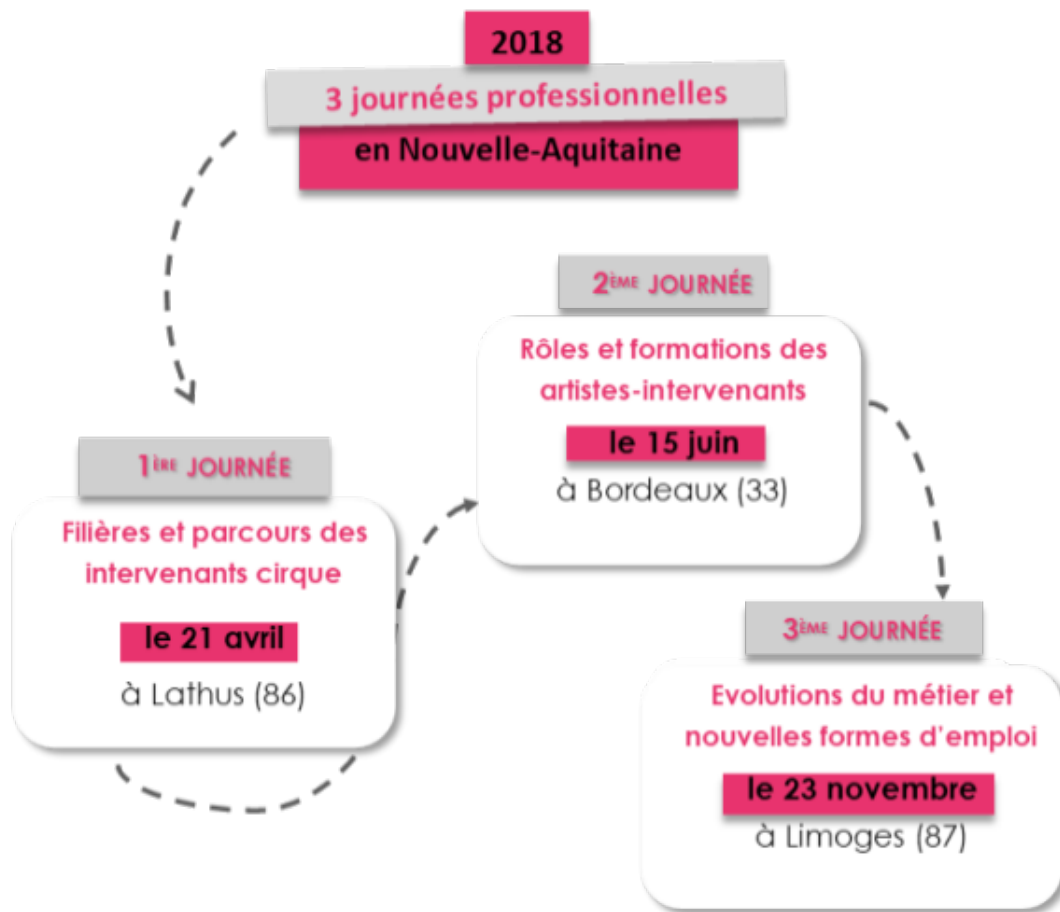 2018
3 journées professionnelles
en Nouvelle-Aquitaine
1ÈRE JOURNÉE
Filières et parcours des
intervenants cirque
le 21 avril
à Lathus (86)
2ÈME JOURNÉE
Rôles et formations des
artistes-intervenants
le 15 juin
à Bordeaux (33)
3ÈME JOURNÉE
Evolutions du métier et
nouvelles formes d'emploi
le 23 novembre
à Limoges (87)